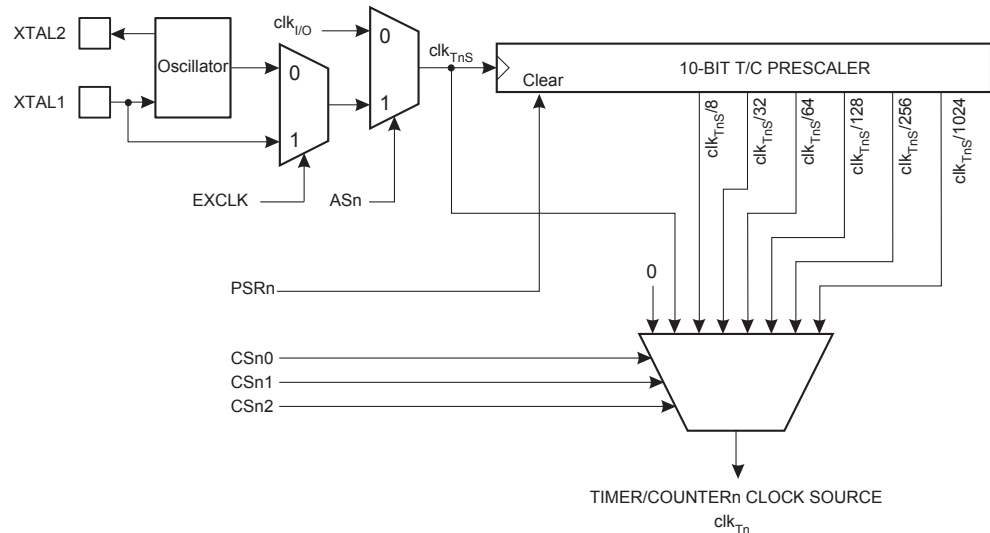 XTAL2
XTAL1
Oscillator
0
1
EXCLK
clkI/O
0
1
ASn
clkTnS
10-BIT T/C PRESCALER
Clear
clkTnS/8
clkTnS/32
clkTnS/64
clkTnS/128
clkTnS/256
clkTnS/1024
PSRn
0
CSn0
CSn1
CSn2
TIMER/COUNTERn CLOCK SOURCE
clkTn